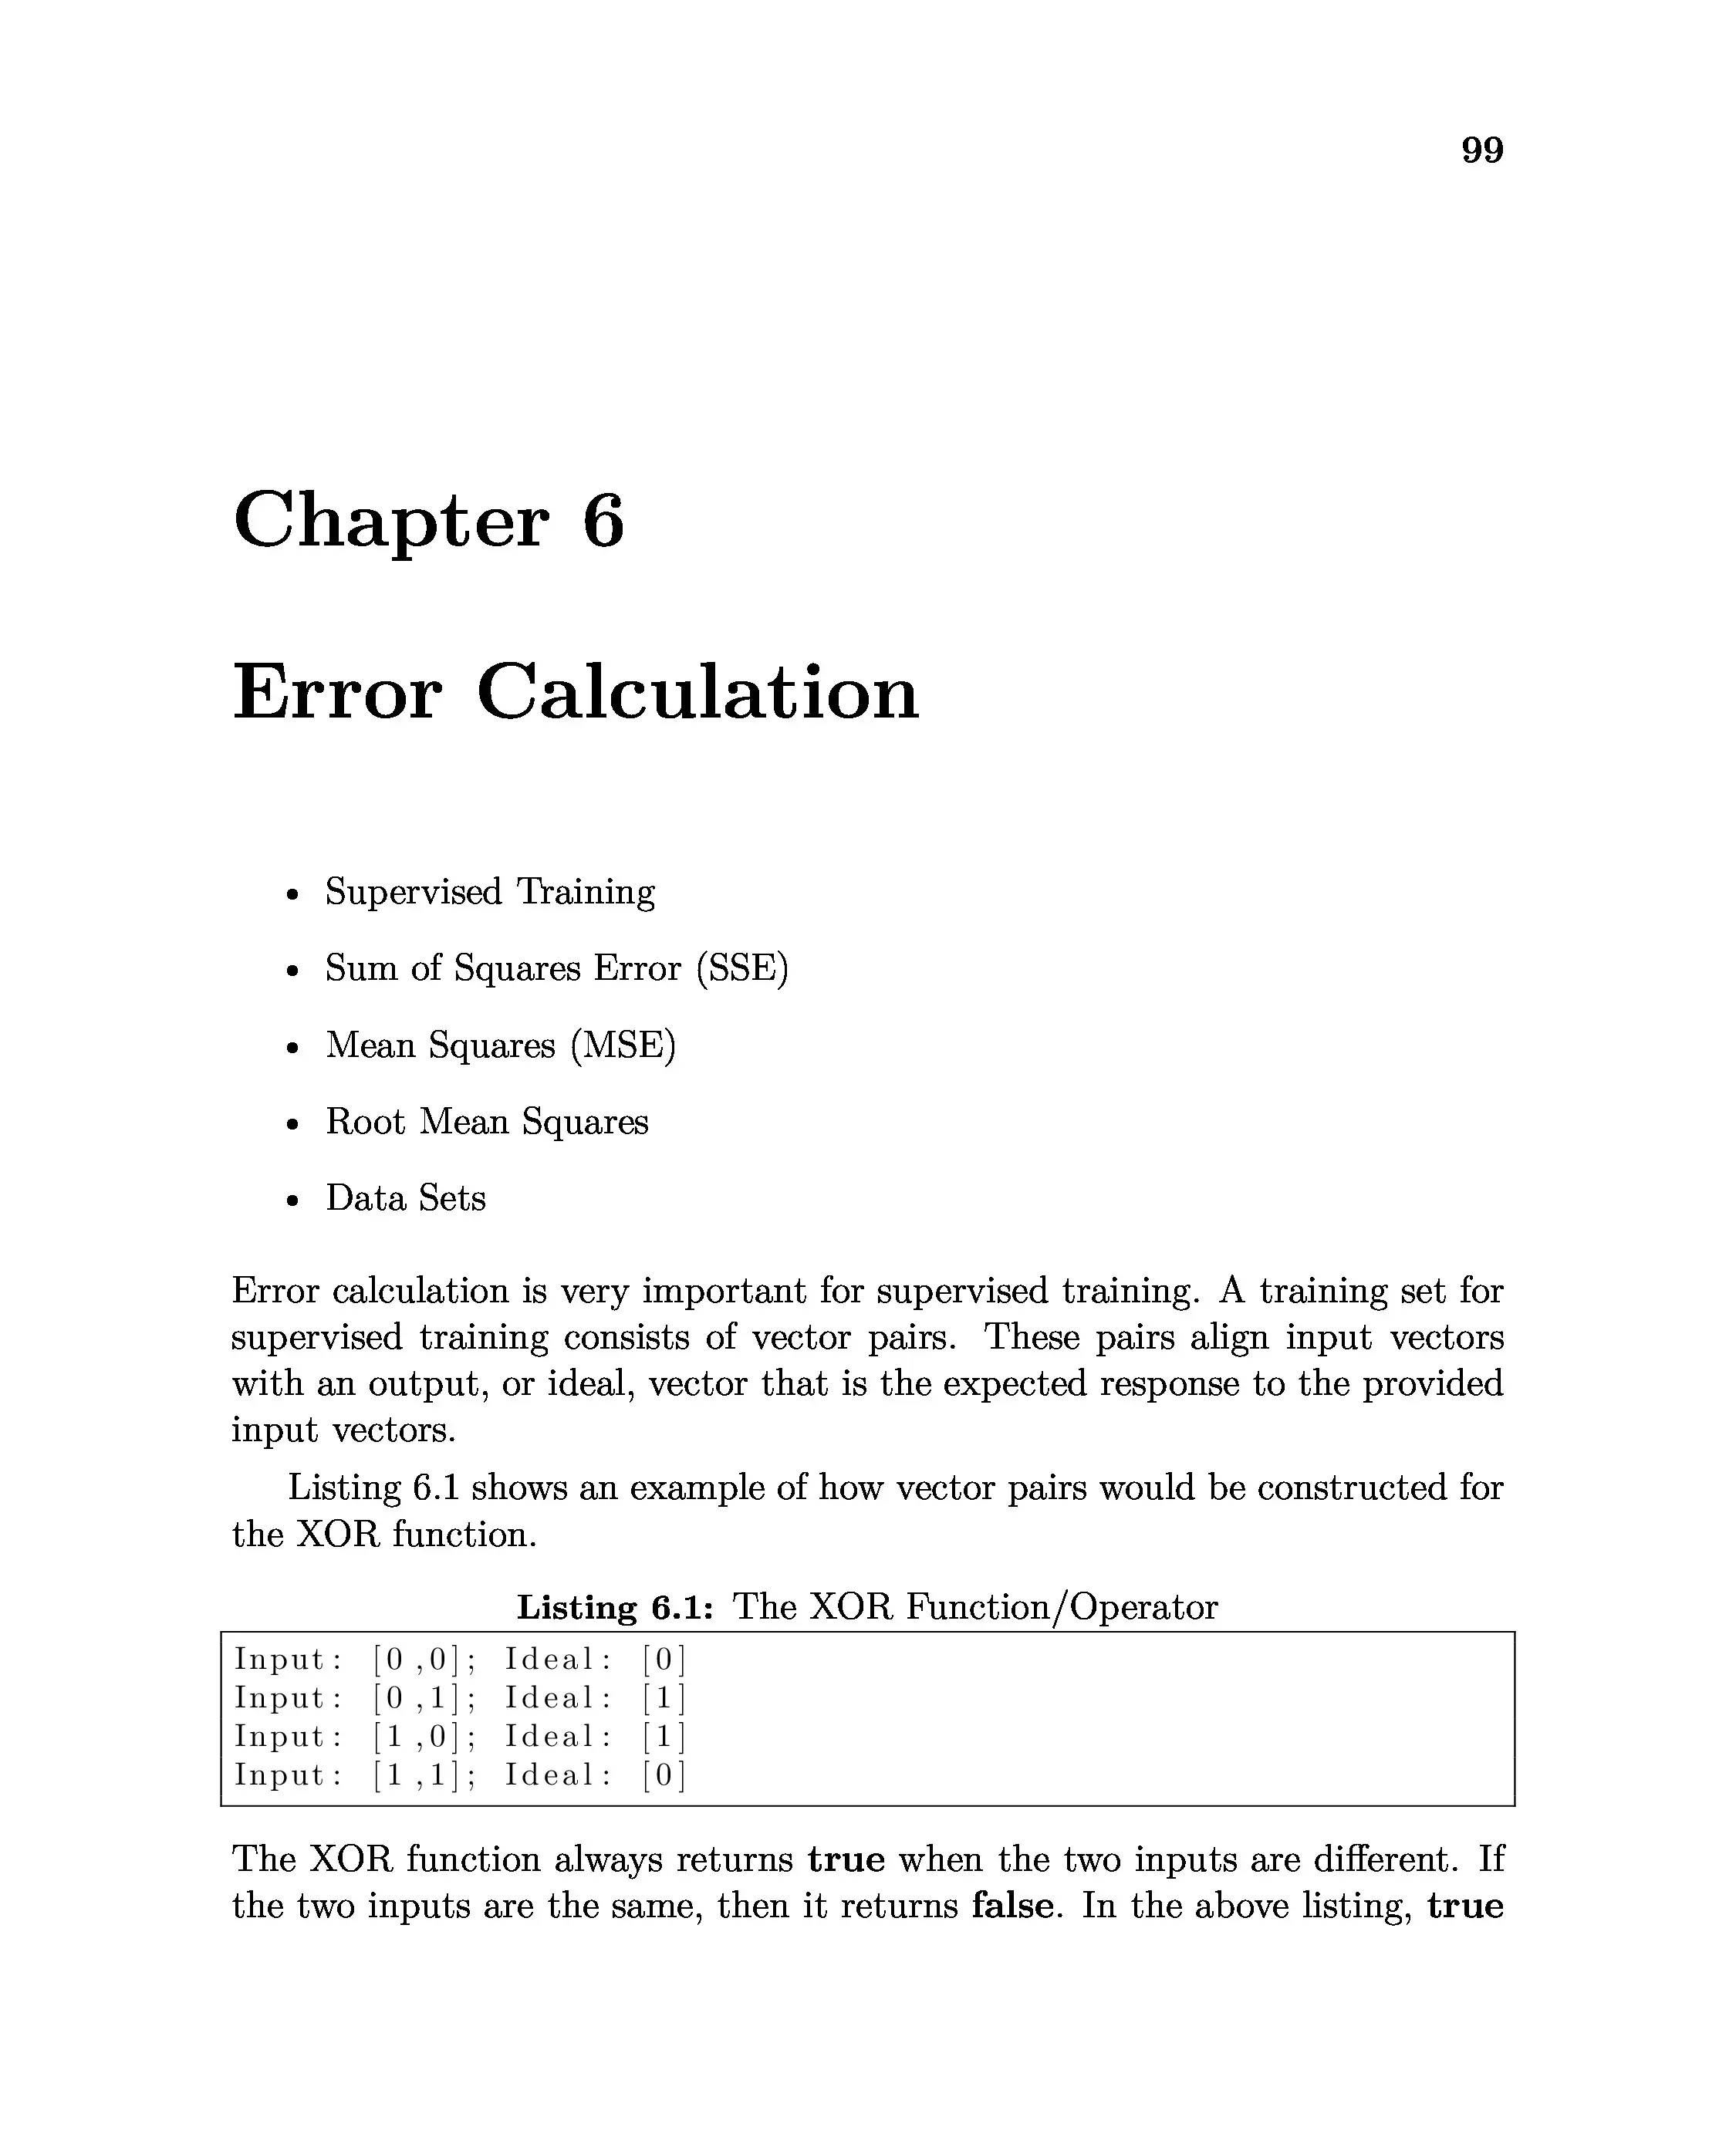 99
Chapter 6
Error Calculation
• Supervised Training
• Sum of Squares Error (SSE)
• Mean Squares (MSE)
• Root Mean Squares
• Data Sets
Error calculation is very important for supervised training. A training set for
supervised training consists of vector pairs. These pairs align input vectors
with an output, or ideal, vector that is the expected response to the provided
input vectors.
Listing 6.1 shows an example of how vector pairs would be constructed for
the XOR function.
Listing 6.1: The XOR Function/Operator
Input: [0,0]; Ideal: [0]
Input: [0,1]; Ideal: [1]
Input: [1,0]; Ideal: [1]
Input: [1,1]; Ideal: [0]
The XOR function always returns true when the two inputs are different. If
the two inputs are the same, then it returns false. In the above listing, true